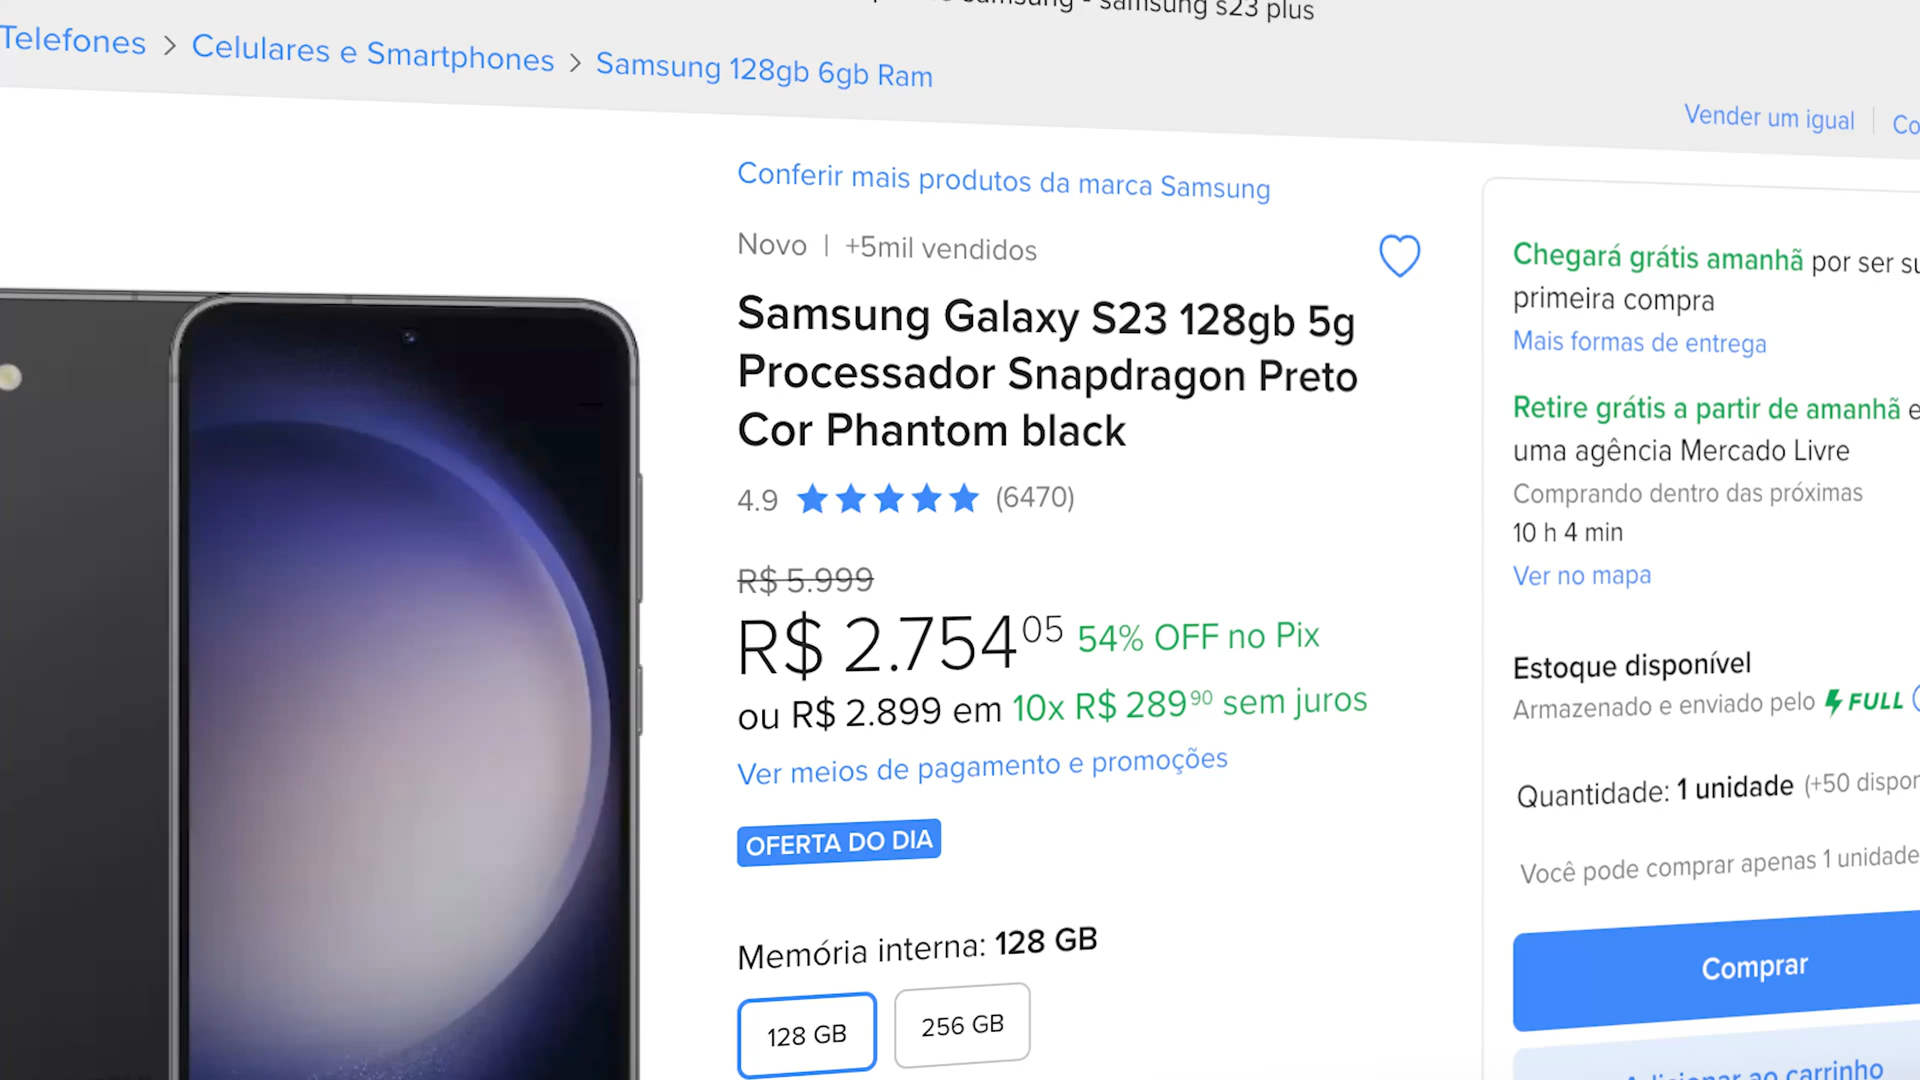 samsung - samsung s23 plus
Telefones > Celulares e Smartphones > Samsung 128gb 6gb Ram
Vender um igual
Conferir mais produtos da marca Samsung
Novo | +5mil vendidos
Samsung Galaxy S23 128gb 5g
Processador Snapdragon Preto
Cor Phantom black
4.9 (6470)
R$ 5.999
R$ 2.754 05 54% OFF no Pix
ou R$ 2.899 em 10x R$ 289 90 sem juros
Ver meios de pagamento e promoções
OFERTA DO DIA
Memória interna: 128 GB
128 GB
256 GB
Chegará grátis amanhã por ser
primeira compra
Mais formas de entrega
Retire grátis a partir de amanhã
uma agência Mercado Livre
Comprando dentro das próximas
10 h 4 min
Ver no mapa
Estoque disponível
Armazenado e enviado pelo FULL
Quantidade: 1 unidade (+50
Você pode comprar apenas 1 unidade
Comprar
Adicionar ao carrinho